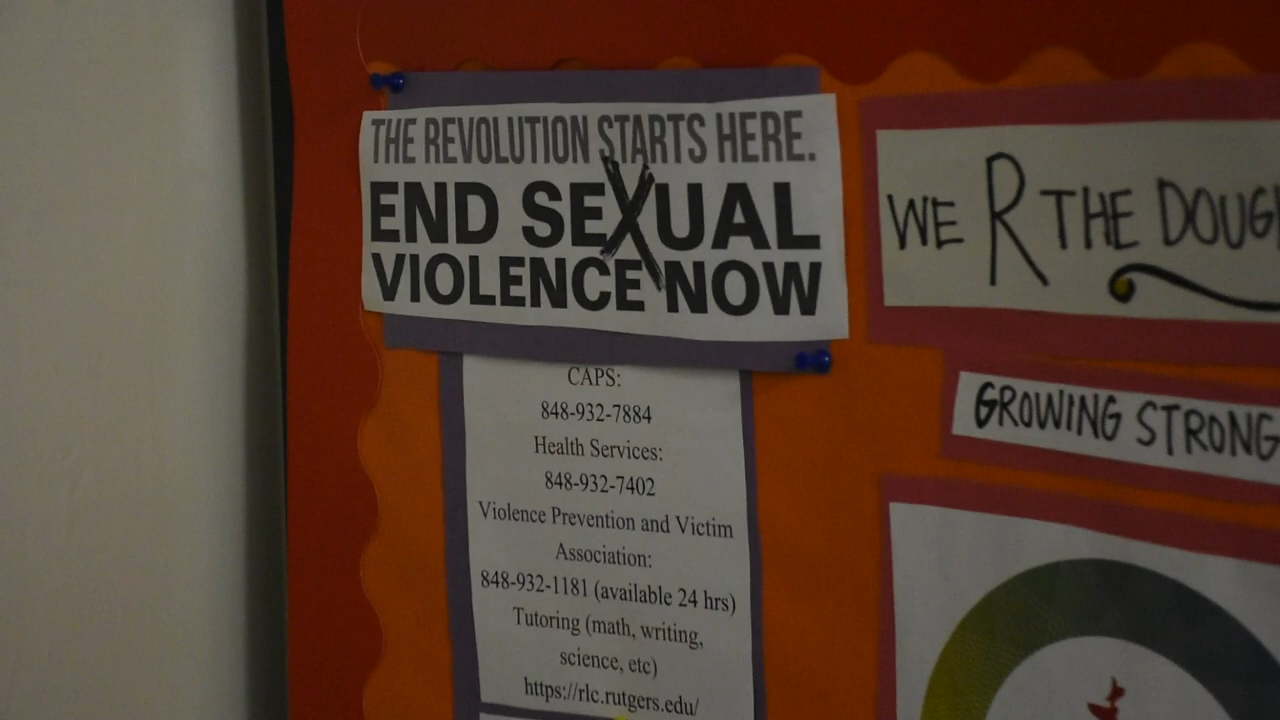 THE REVOLUTION STARTS HERE.
END SEXUAL
VIOLENCE NOW
CAPS:
848-932-7884
Health Services:
848-932-7402
Violence Prevention and Victim
Association:
848-932-1181 (available 24 hrs)
Tutoring (math, writing,
science, etc)
https://rlc.rutgers.edu/
WE R THE DOUG
GROWING STRONG